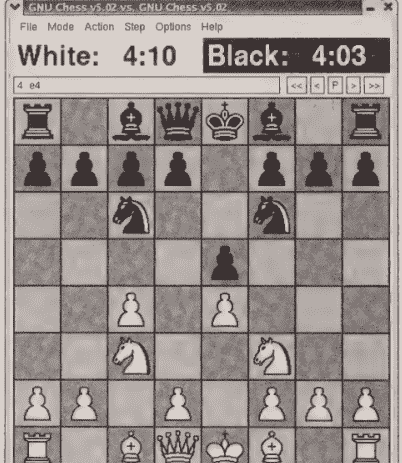 GNU Chess v5.02 vs. GNU Chess v5.02
File Mode Action Step Options Help
White: 4:10 Black: 4:03
4 e4 << < P > >>